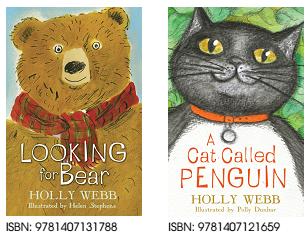 LOOKING
for Bear
HOLLY WEBB
Illustrated by Helen Stephens
ISBN: 9781407131788
A
Cat Called
PENGUIN
HOLLY WEBB
Illustrated by Polly Dunbar
ISBN: 9781407121659